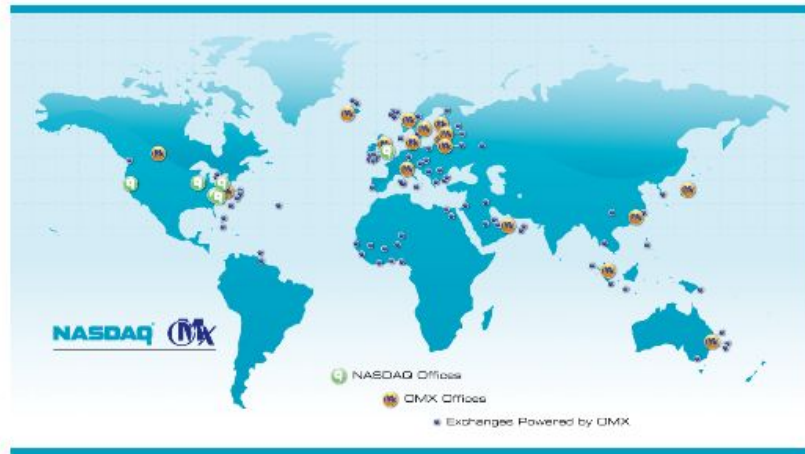 NASDAQ OMX
NASDAQ Offices
OMX Offices
Exchanges Powered by OMX